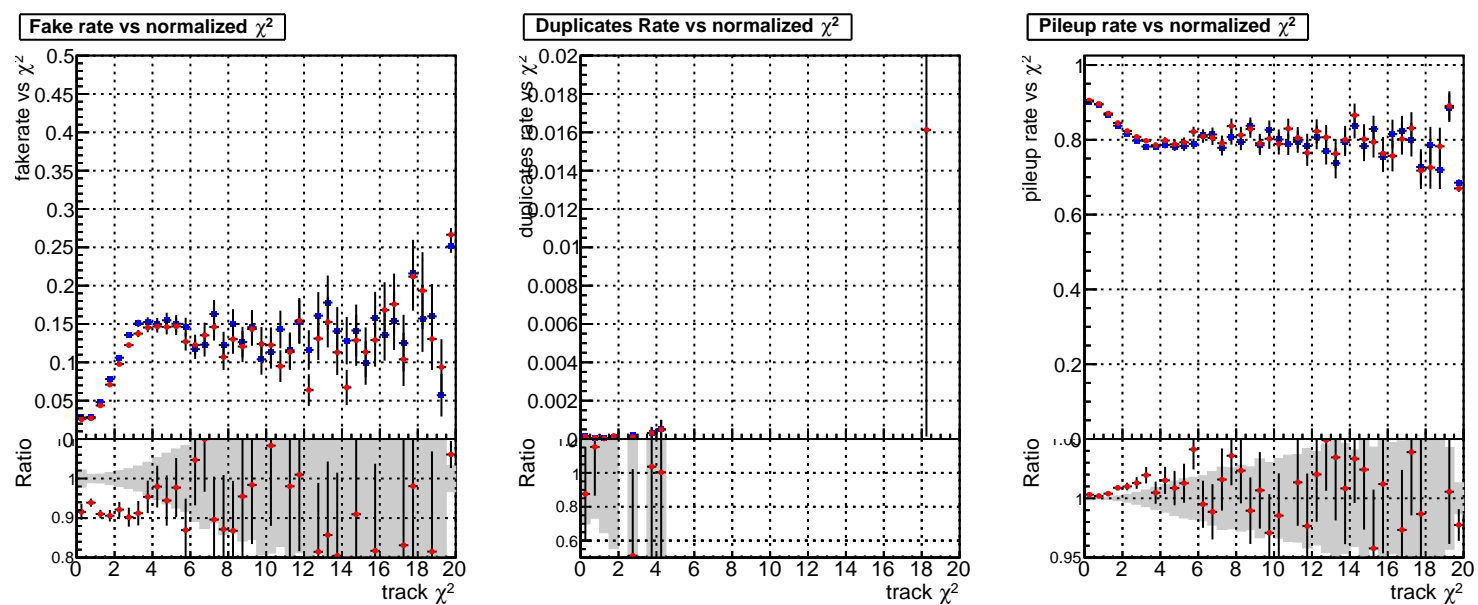 Fake rate vs normalized χ²
fakerate vs χ²
0.5
0.45
0.4
0.35
0.3
0.25
0.2
0.15
0.1
0.05
Ratio
1
0.9
0.8
0 2 4 6 8 10 12 14 16 18 20
track χ²
Duplicates Rate vs normalized χ²
duplicates rate vs χ²
0.02
0.018
0.016
0.014
0.012
0.01
0.008
0.006
0.004
0.002
0
Ratio
1
0.8
0.6
0 2 4 6 8 10 12 14 16 18 20
track χ²
Pileup rate vs normalized χ²
pileup rate vs χ²
1
0.8
0.6
0.4
0.2
Ratio
1
0.95
0 2 4 6 8 10 12 14 16 18 20
track χ²